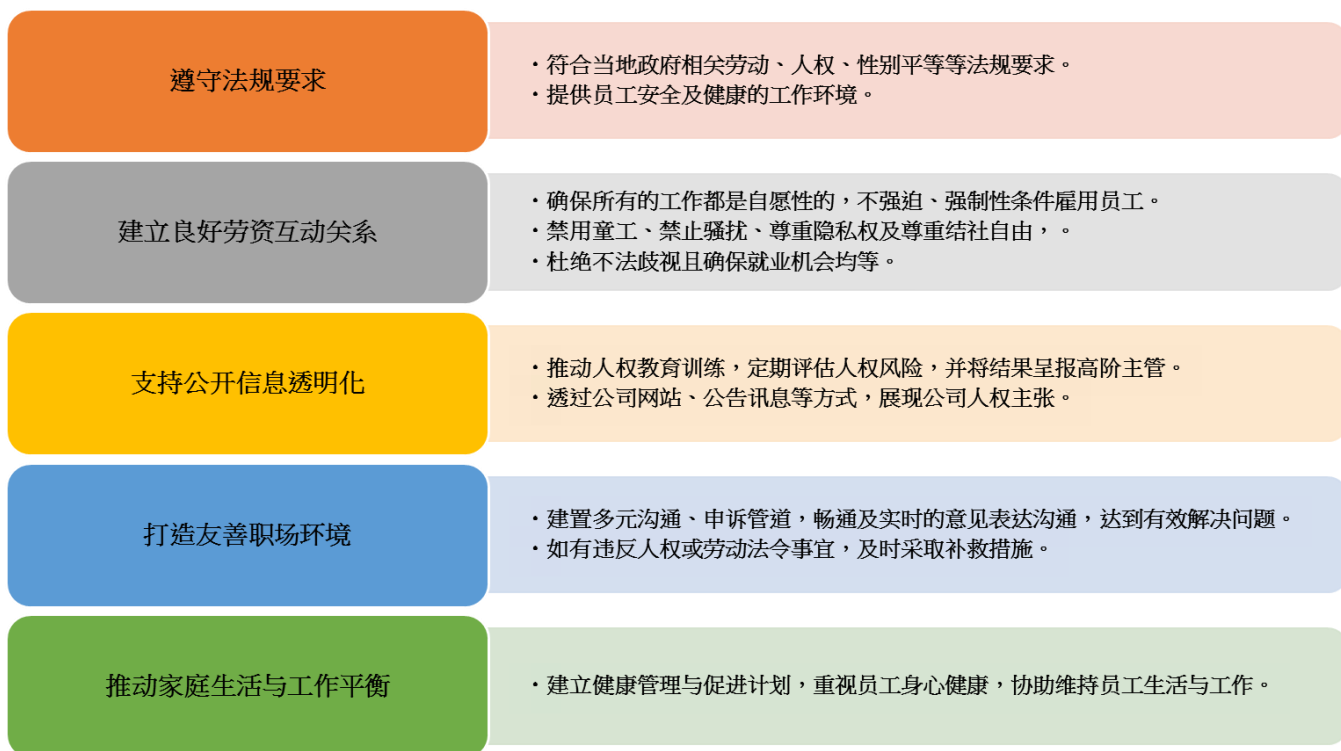 遵守法规要求
・符合当地政府相关劳动、人权、性别平等等法规要求。
・提供员工安全及健康的工作环境。
建立良好劳资互动关系
・确保所有的工作都是自愿性的，不强迫、强制性条件雇用员工。
・禁用童工、禁止骚扰、尊重隐私权及尊重结社自由，。
・杜绝不法歧视且确保就业机会均等。
支持公开信息透明化
・推动人权教育训练，定期评估人权风险，并将结果呈报高阶主管。
・透过公司网站、公告讯息等方式，展现公司人权主张。
打造友善职场环境
・建置多元沟通、申诉管道，畅通及实时的意见表达沟通，达到有效解决问题。
・如有违反人权或劳动法令事宜，及时采取补救措施。
推动家庭生活与工作平衡
・建立健康管理与促进计划，重视员工身心健康，协助维持员工生活与工作。